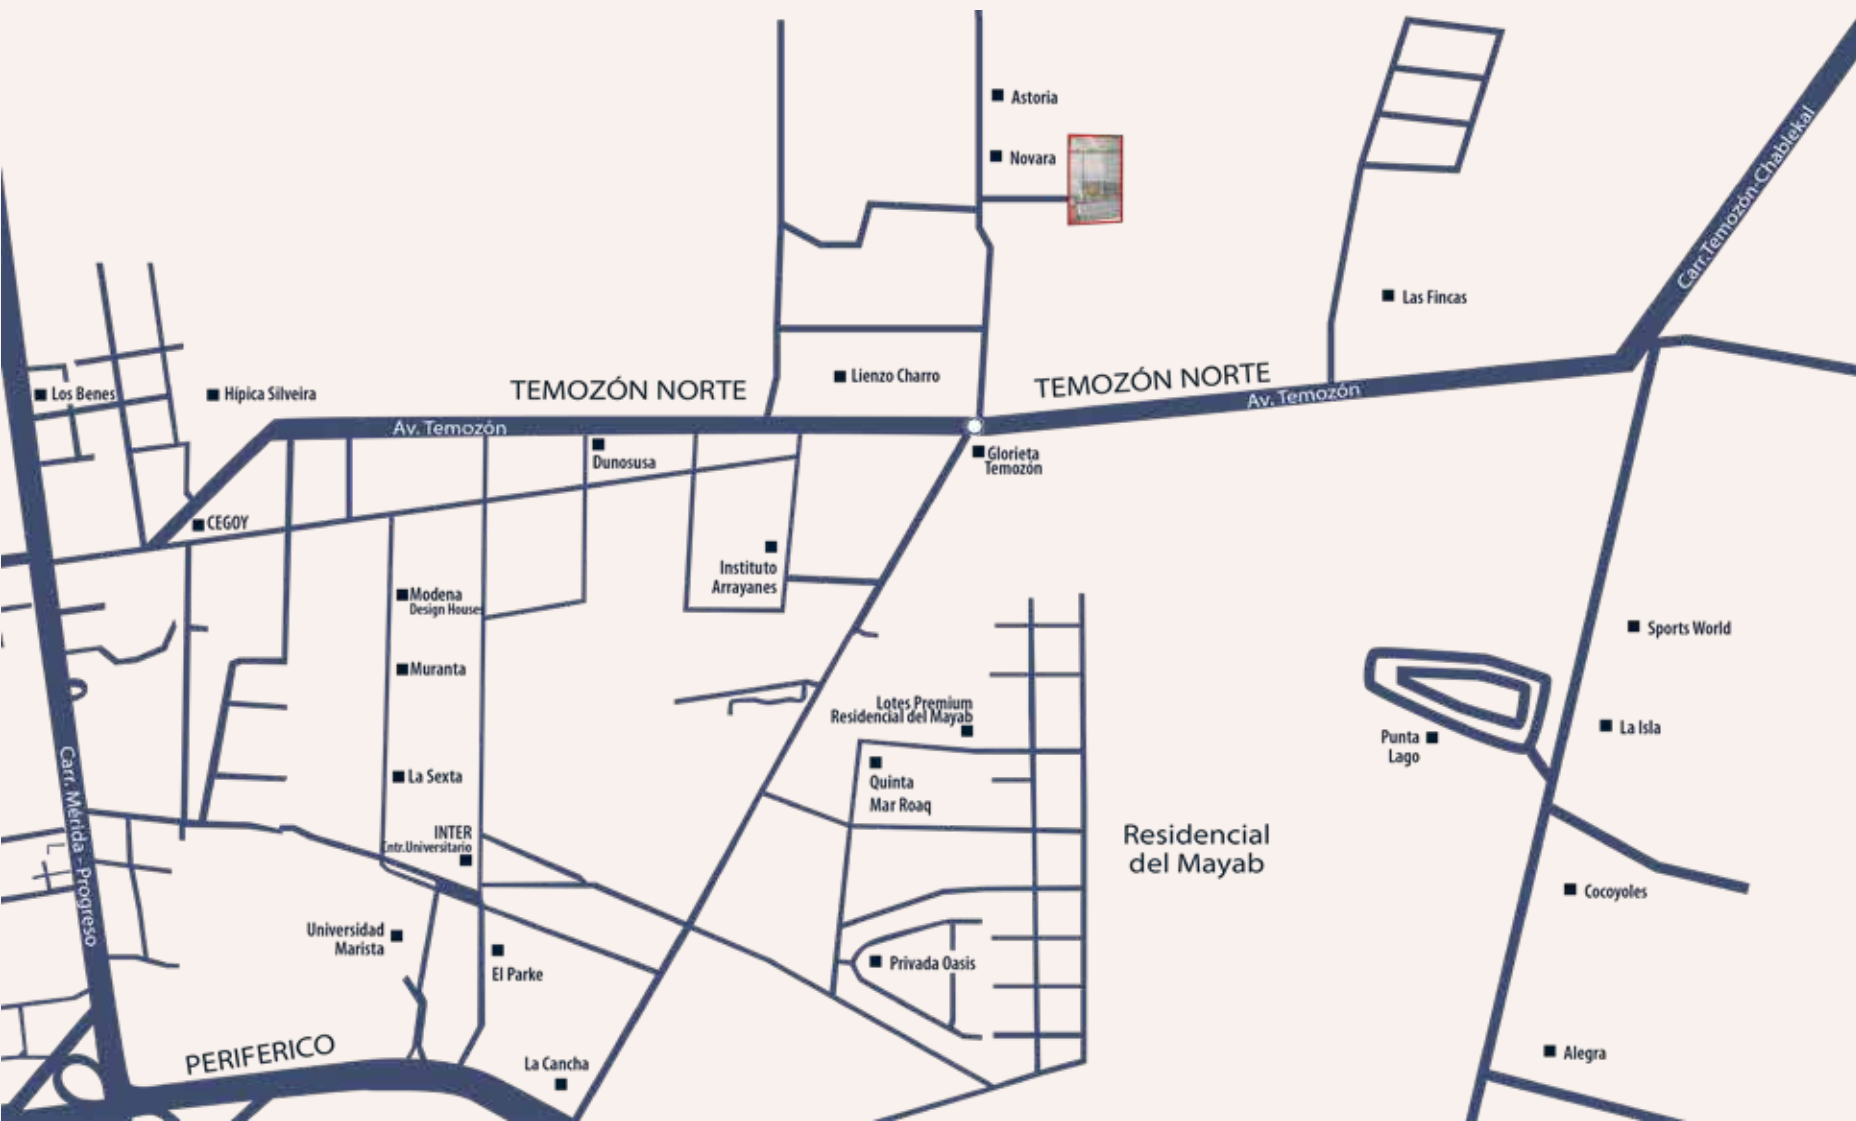 Astoria
Novara
Carr.Temozón-Chablekal
Las Fincas
Lienzo Charro
TEMOZÓN NORTE
TEMOZÓN NORTE
Los Benes
Hípica Silveira
Av. Temozón
Av. Temozón
Dunosusa
Glorieta
Temozón
CEGOY
Instituto
Arrayanes
Modena
Design Houses
Sports World
Muranta
Lotes Premium
Residencial del Mayab
La Isla
Punta
Lago
La Sexta
Quinta
Mar Roaq
Carr. Mérida - Progreso
INTER
Cntr.Universitario
Residencial
del Mayab
Cocoyoles
Universidad
Marista
El Parke
Privada Oasis
PERIFERICO
La Cancha
Alegra